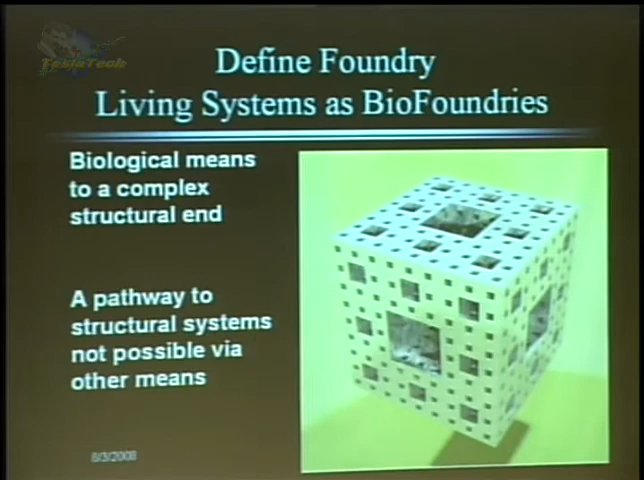 TeslaTech
Define Foundry
Living Systems as BioFoundries
Biological means
to a complex
structural end
A pathway to
structural systems
not possible via
other means
8/3/2008